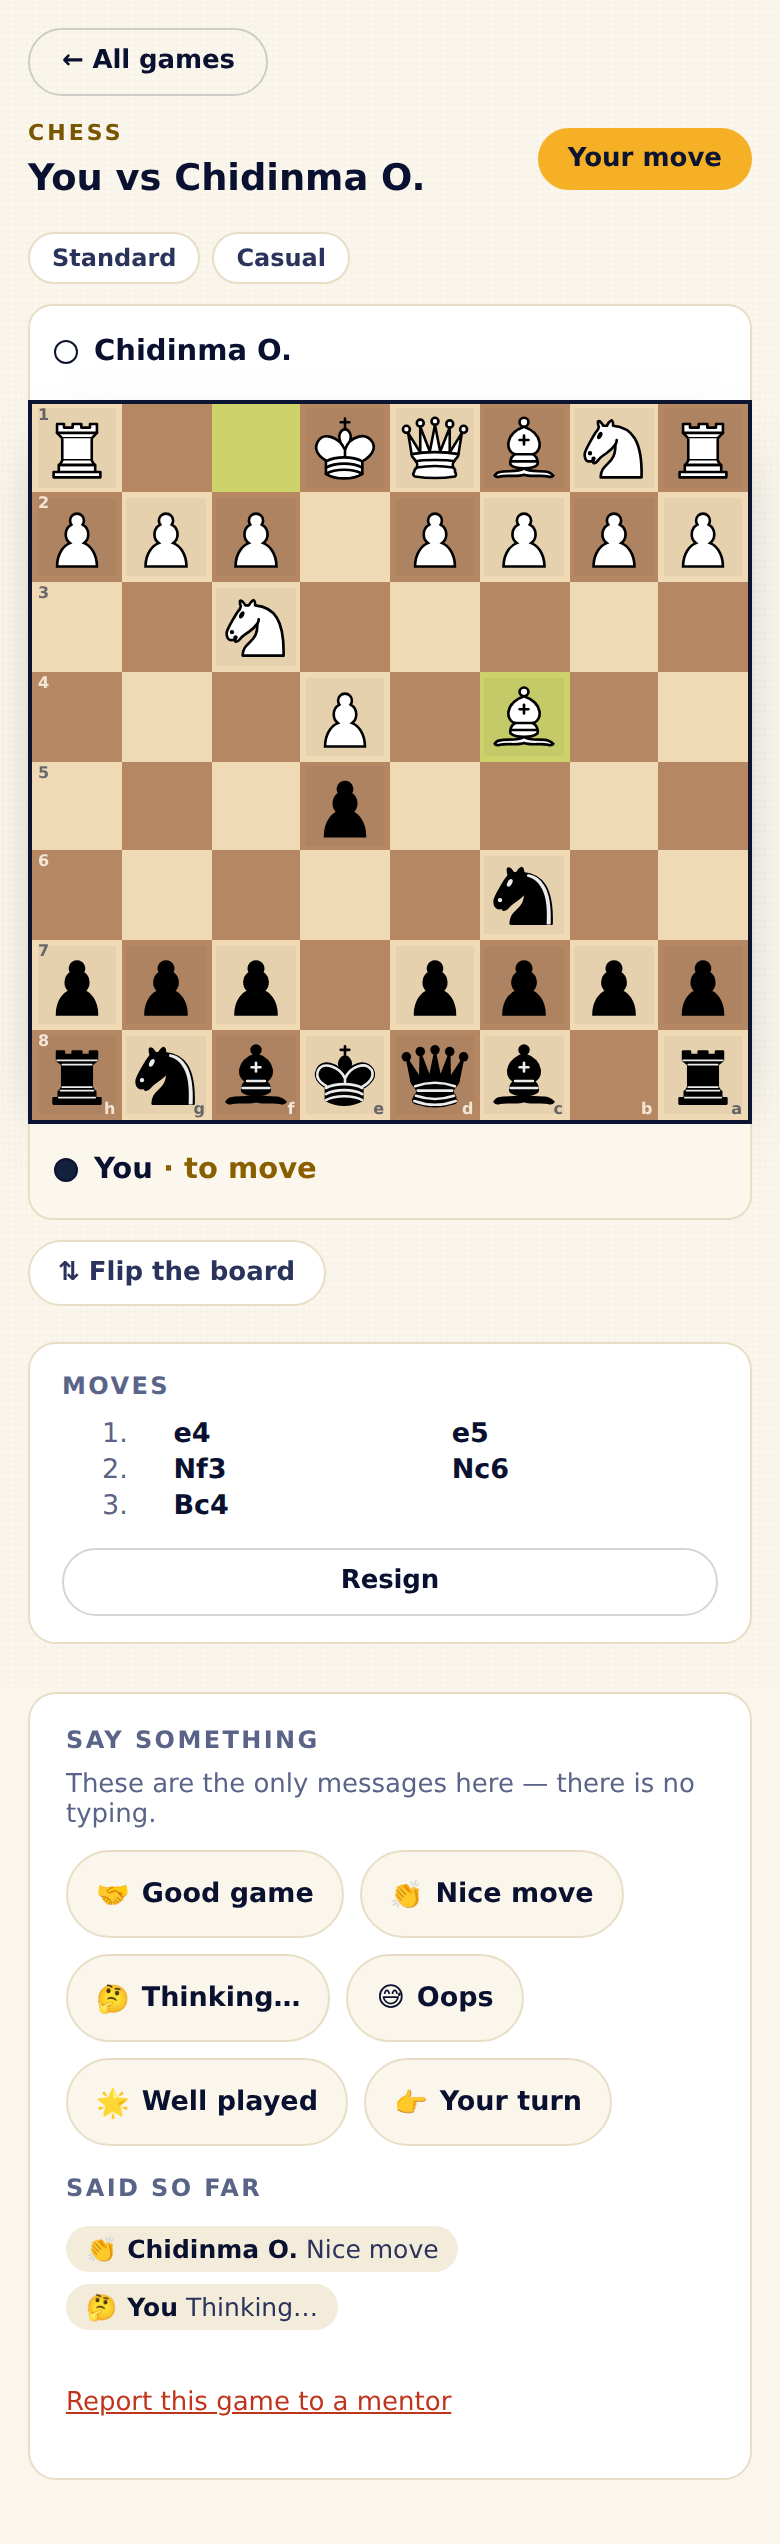 ← All games
CHESS
You vs Chidinma O.
Your move
Standard
Casual
Chidinma O.
1
2
3
4
5
6
7
8
h
g
f
e
d
c
b
a
You · to move
⇅ Flip the board
MOVES
1. e4 e5
2. Nf3 Nc6
3. Bc4
Resign
SAY SOMETHING
These are the only messages here — there is no
typing.
🤝 Good game
👏 Nice move
🤔 Thinking…
😅 Oops
🌟 Well played
👉 Your turn
SAID SO FAR
👏 Chidinma O. Nice move
🤔 You Thinking…
Report this game to a mentor